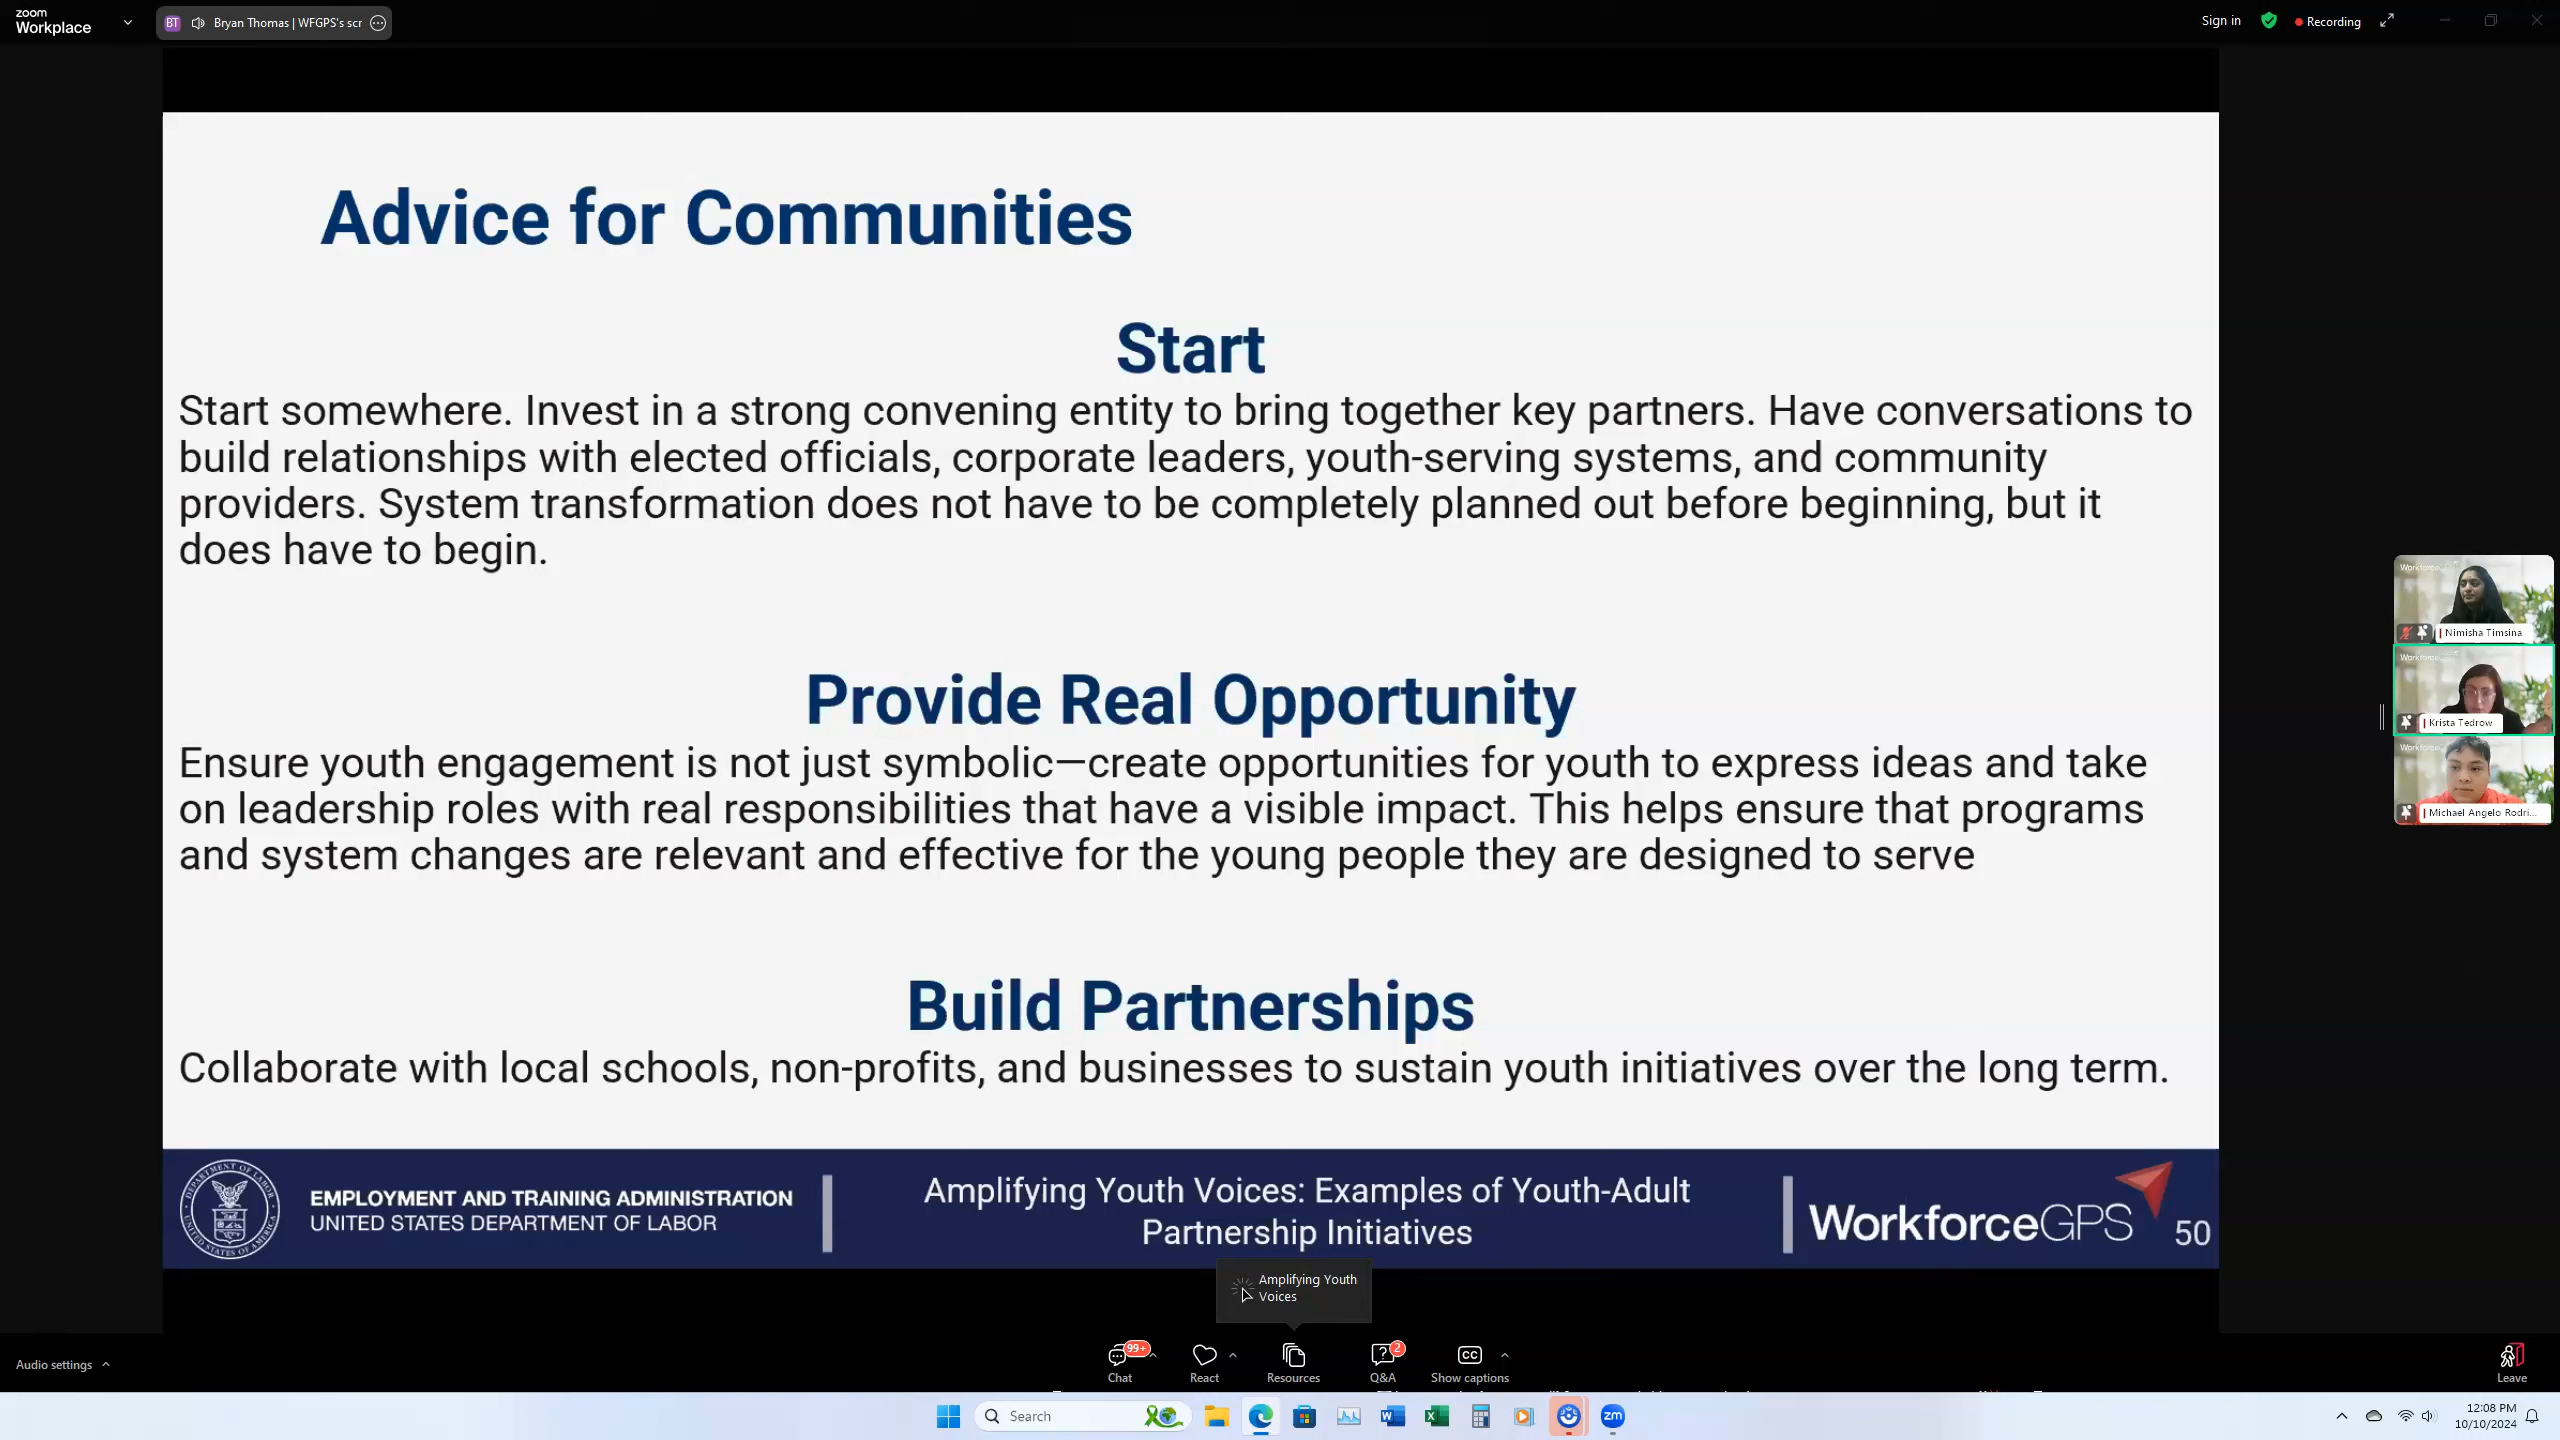 zoom
Workplace
BT
Bryan Thomas | WFGPS's scr
Sign in
Recording
Advice for Communities
Start
Start somewhere. Invest in a strong convening entity to bring together key partners. Have conversations to
build relationships with elected officials, corporate leaders, youth-serving systems, and community
providers. System transformation does not have to be completely planned out before beginning, but it
does have to begin.
Provide Real Opportunity
Ensure youth engagement is not just symbolic—create opportunities for youth to express ideas and take
on leadership roles with real responsibilities that have a visible impact. This helps ensure that programs
and system changes are relevant and effective for the young people they are designed to serve
Build Partnerships
Collaborate with local schools, non-profits, and businesses to sustain youth initiatives over the long term.
DEPARTMENT OF LABOR
UNITED STATES OF AMERICA
EMPLOYMENT AND TRAINING ADMINISTRATION
UNITED STATES DEPARTMENT OF LABOR
Amplifying Youth Voices: Examples of Youth-Adult
Partnership Initiatives
WorkforceGPS
50
Nimisha Timsina
Krista Tedrow
Michael Angelo Rodri...
Amplifying Youth
Voices
Audio settings
99+
Chat
React
Resources
2
Q&A
CC
Show captions
Leave
Search
zm
12:08 PM
10/10/2024